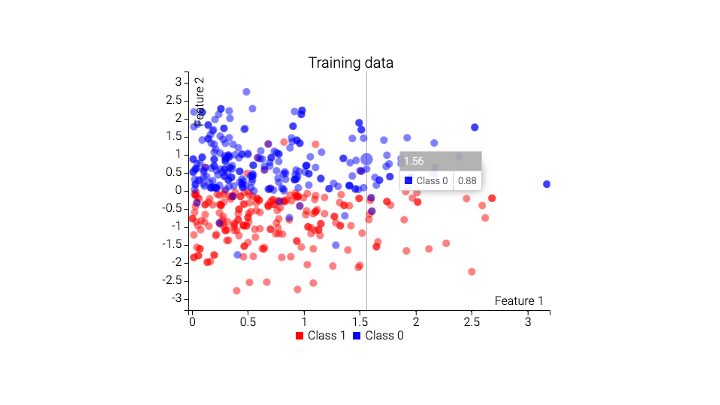 Training data
Feature 2
3
2.5
2
1.5
1
0.5
0
-0.5
-1
-1.5
-2
-2.5
-3
1.56
Class 0 0.88
Feature 1
0 0.5 1 1.5 2 2.5 3
Class 1 Class 0